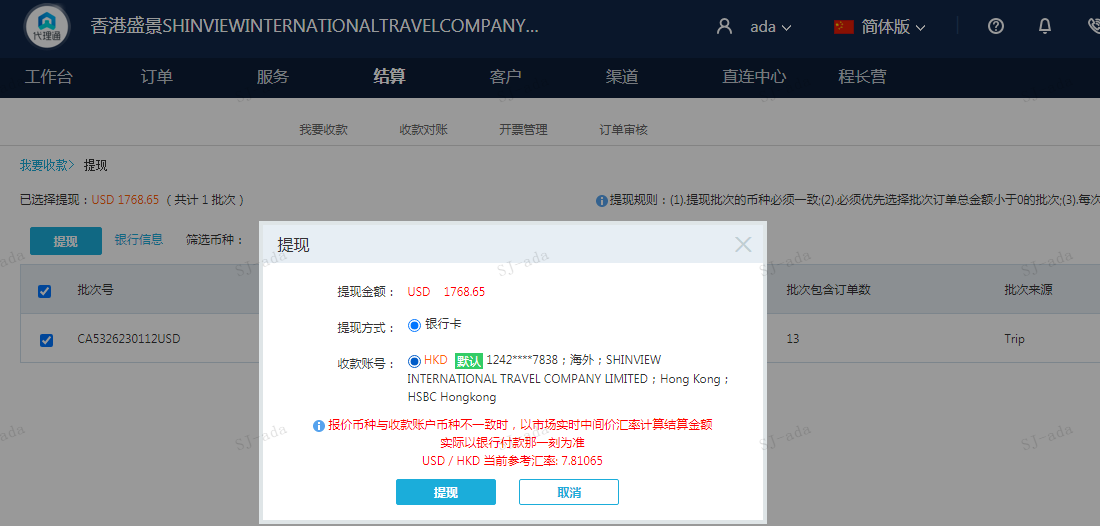 代理通
香港盛景SHINVIEWINTERNATIONALTRAVELCOMPANY...
ada
简体版
工作台 订单 服务 结算 客户 渠道 直连中心 程长营
我要收款 收款对账 开票管理 订单审核
我要收款> 提现
已选择提现：USD 1768.65 （ 共计 1 批次 ）
提现规则：(1).提现批次的币种必须一致;(2).必须优先选择批次订单总金额小于0的批次;(3).每次
提现 银行信息 筛选币种：
批次号 批次包含订单数 批次来源
CA5326230112USD 13 Trip
提现
提现金额： USD 1768.65
提现方式： 银行卡
收款账号： HKD 默认 1242****7838；海外；SHINVIEW
INTERNATIONAL TRAVEL COMPANY LIMITED；Hong Kong；
HSBC Hongkong
报价币种与收款账户币种不一致时，以市场实时中间价汇率计算结算金额
实际以银行付款那一刻为准
USD / HKD 当前参考汇率: 7.81065
提现 取消
SJ-ada
SJ-ada
SJ-ada
SJ-ada
SJ-ada
SJ-ada